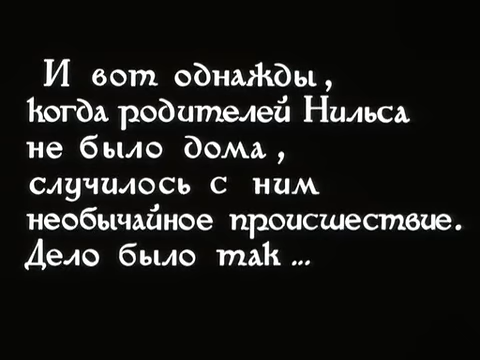 И вот однажды,
когда родителей Нильса
не было дома,
случилось с ним
необычайное происшествие.
Дело было так...